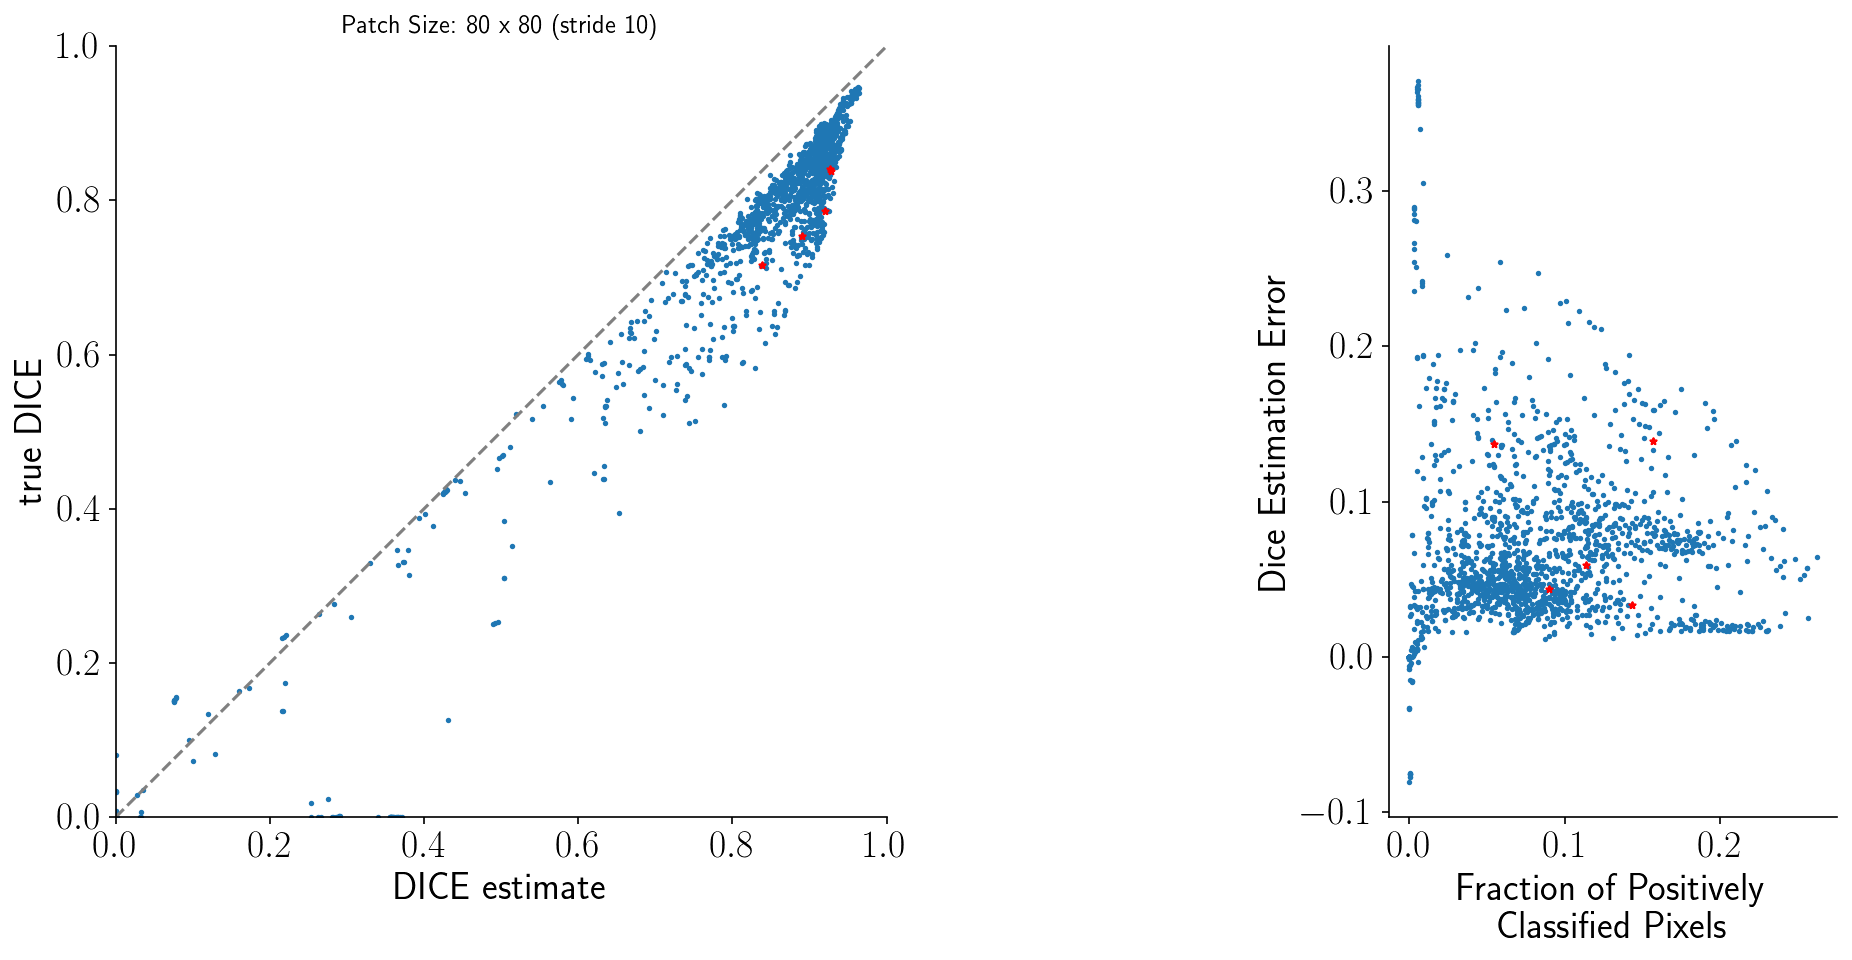 Patch Size: 80 x 80 (stride 10)
true DICE
1.0
0.8
0.6
0.4
0.2
0.0
0.0 0.2 0.4 0.6 0.8 1.0
DICE estimate
Dice Estimation Error
0.3
0.2
0.1
0.0
−0.1
0.0 0.1 0.2
Fraction of Positively
Classified Pixels